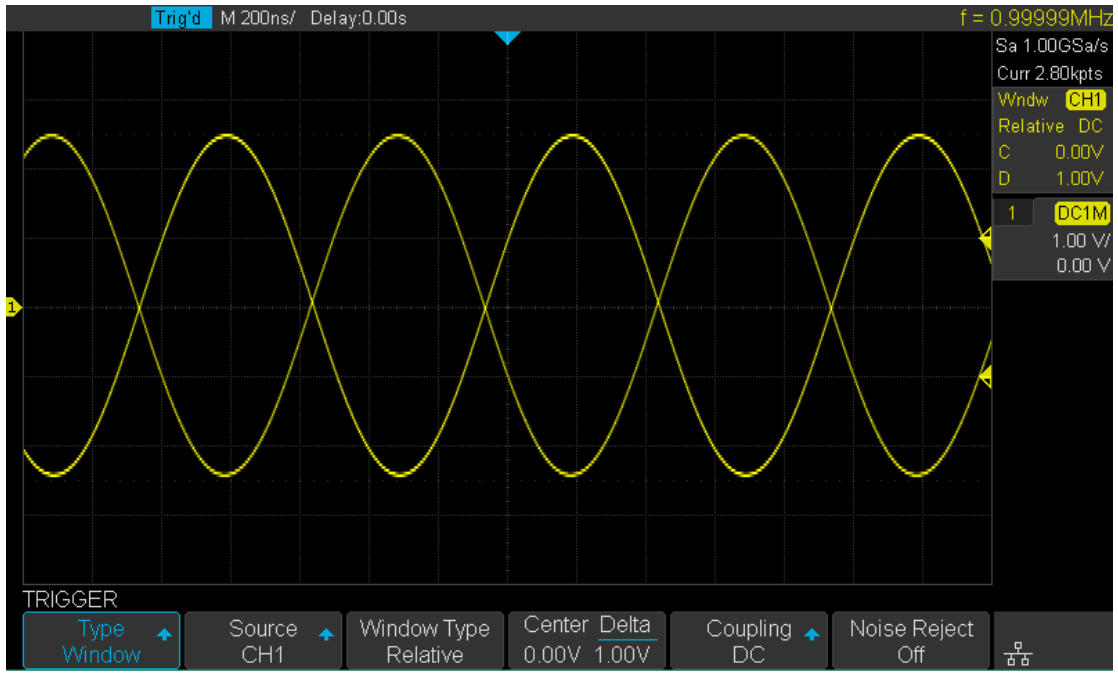 Trig'd M 200ns/ Delay:0.00s f = 0.99999MHz
Sa 1.00GSa/s
Curr 2.80kpts
Wndw CH1
Relative DC
C 0.00V
D 1.00V
1 DC1M
1.00 V/
0.00 V
1
TRIGGER
Type Source Window Type Center Delta Coupling Noise Reject
Window CH1 Relative 0.00V 1.00V DC Off